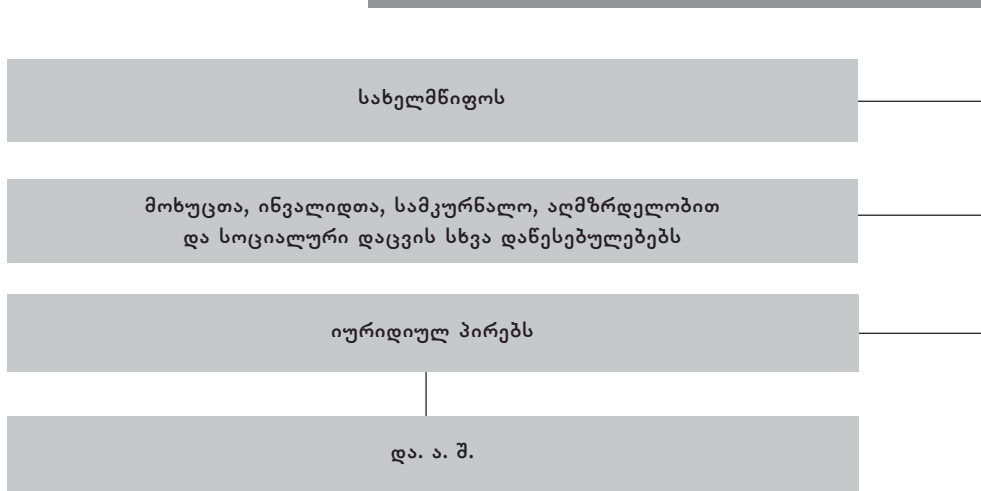 სახელმწიფოს
მოხუცთა, ინვალიდთა, სამკურნალო, აღმზრდელობით
და სოციალური დაცვის სხვა დაწესებულებებს
იურიდიულ პირებს
და. ა. შ.